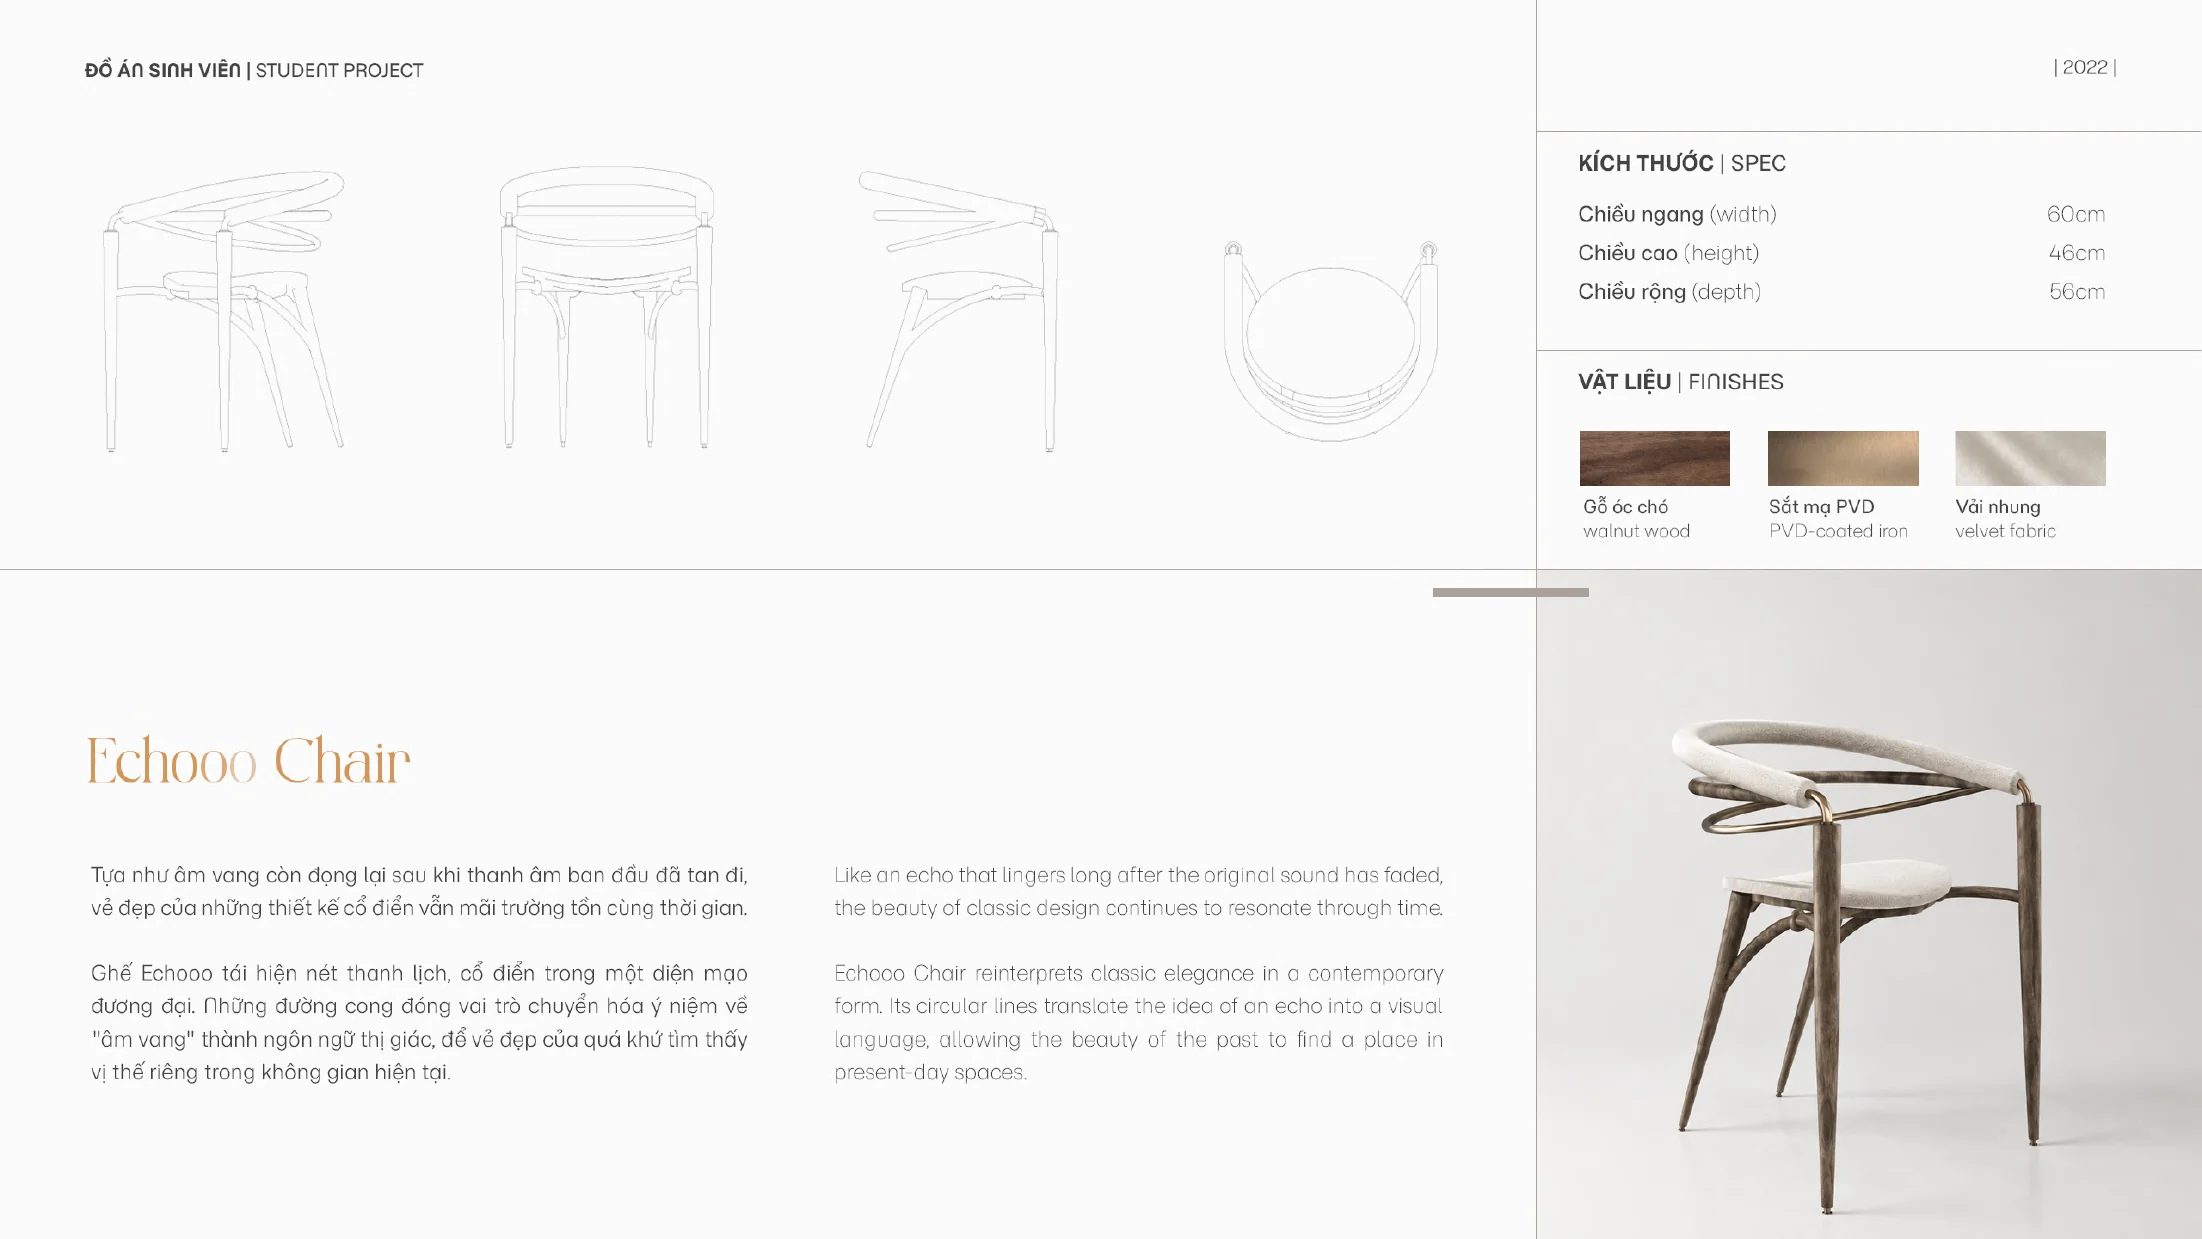 ĐỒ ÁN SINH VIÊN | STUDENT PROJECT
| 2022 |
KÍCH THƯỚC | SPEC
Chiều ngang (width) 60cm
Chiều cao (height) 46cm
Chiều rộng (depth) 56cm
VẬT LIỆU | FINISHES
Gỗ óc chó
walnut wood
Sắt mạ PVD
PVD-coated iron
Vải nhung
velvet fabric
Echooo Chair
Tựa như âm vang còn đọng lại sau khi thanh âm ban đầu đã tan đi,
vẻ đẹp của những thiết kế cổ điển vẫn mãi trường tồn cùng thời gian.
Ghế Echooo tái hiện nét thanh lịch, cổ điển trong một diện mạo
đương đại. Những đường cong đóng vai trò chuyển hóa ý niệm về
"âm vang" thành ngôn ngữ thị giác, để vẻ đẹp của quá khứ tìm thấy
vị thế riêng trong không gian hiện tại.
Like an echo that lingers long after the original sound has faded,
the beauty of classic design continues to resonate through time.
Echooo Chair reinterprets classic elegance in a contemporary
form. Its circular lines translate the idea of an echo into a visual
language, allowing the beauty of the past to find a place in
present-day spaces.